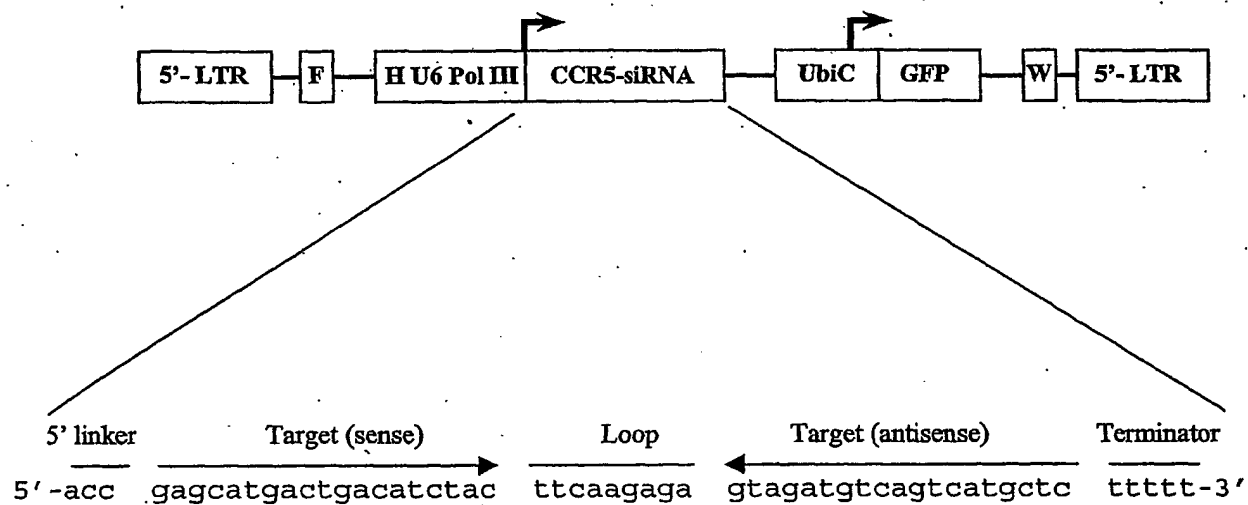 5'- LTR F H U6 Pol III CCR5-siRNA UbiC GFP W 5'- LTR
5' linker Target (sense) Loop Target (antisense) Terminator
5'-acc gagcatgactgacatctac ttcaagaga gtagatgtcagtcatgctc ttttt-3'